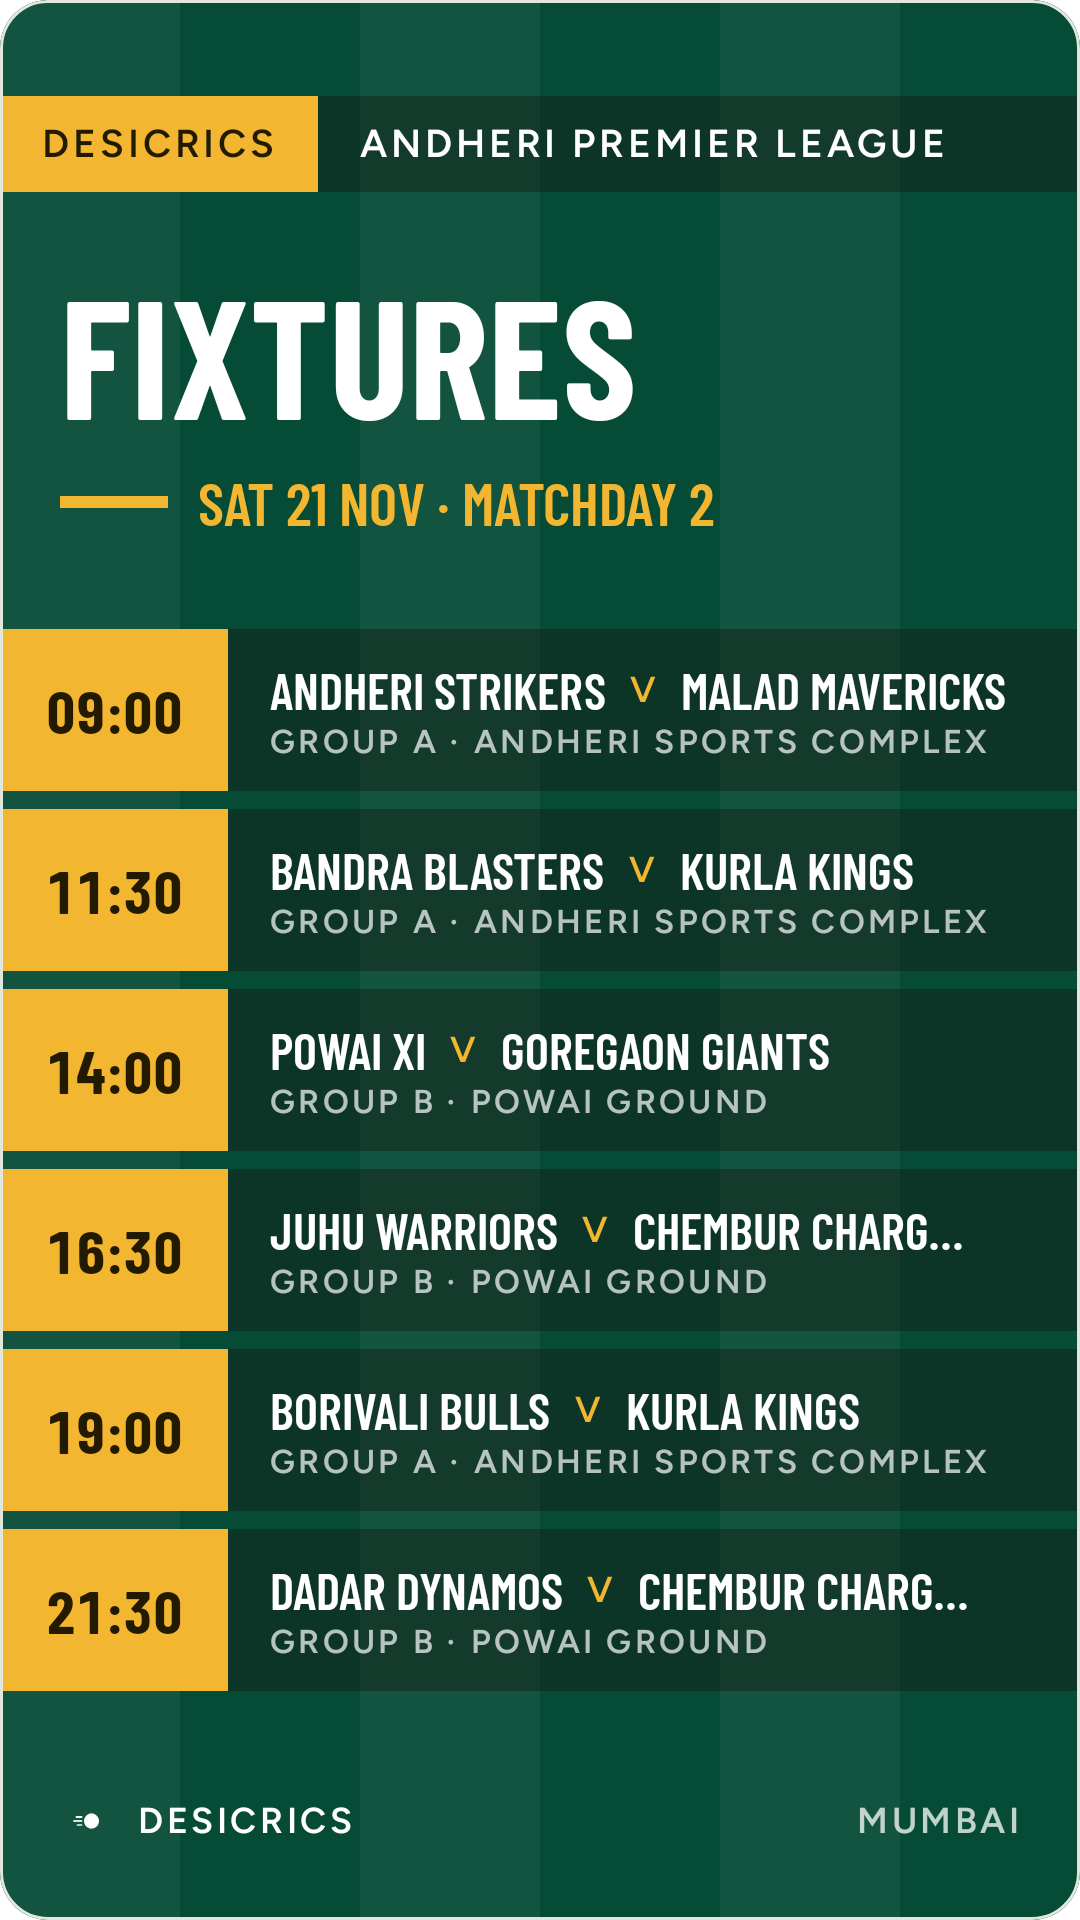 DESICRICS ANDHERI PREMIER LEAGUE
FIXTURES
SAT 21 NOV · MATCHDAY 2
09:00 ANDHERI STRIKERS V MALAD MAVERICKS
GROUP A · ANDHERI SPORTS COMPLEX
11:30 BANDRA BLASTERS V KURLA KINGS
GROUP A · ANDHERI SPORTS COMPLEX
14:00 POWAI XI V GOREGAON GIANTS
GROUP B · POWAI GROUND
16:30 JUHU WARRIORS V CHEMBUR CHARG...
GROUP B · POWAI GROUND
19:00 BORIVALI BULLS V KURLA KINGS
GROUP A · ANDHERI SPORTS COMPLEX
21:30 DADAR DYNAMOS V CHEMBUR CHARG...
GROUP B · POWAI GROUND
DESICRICS MUMBAI